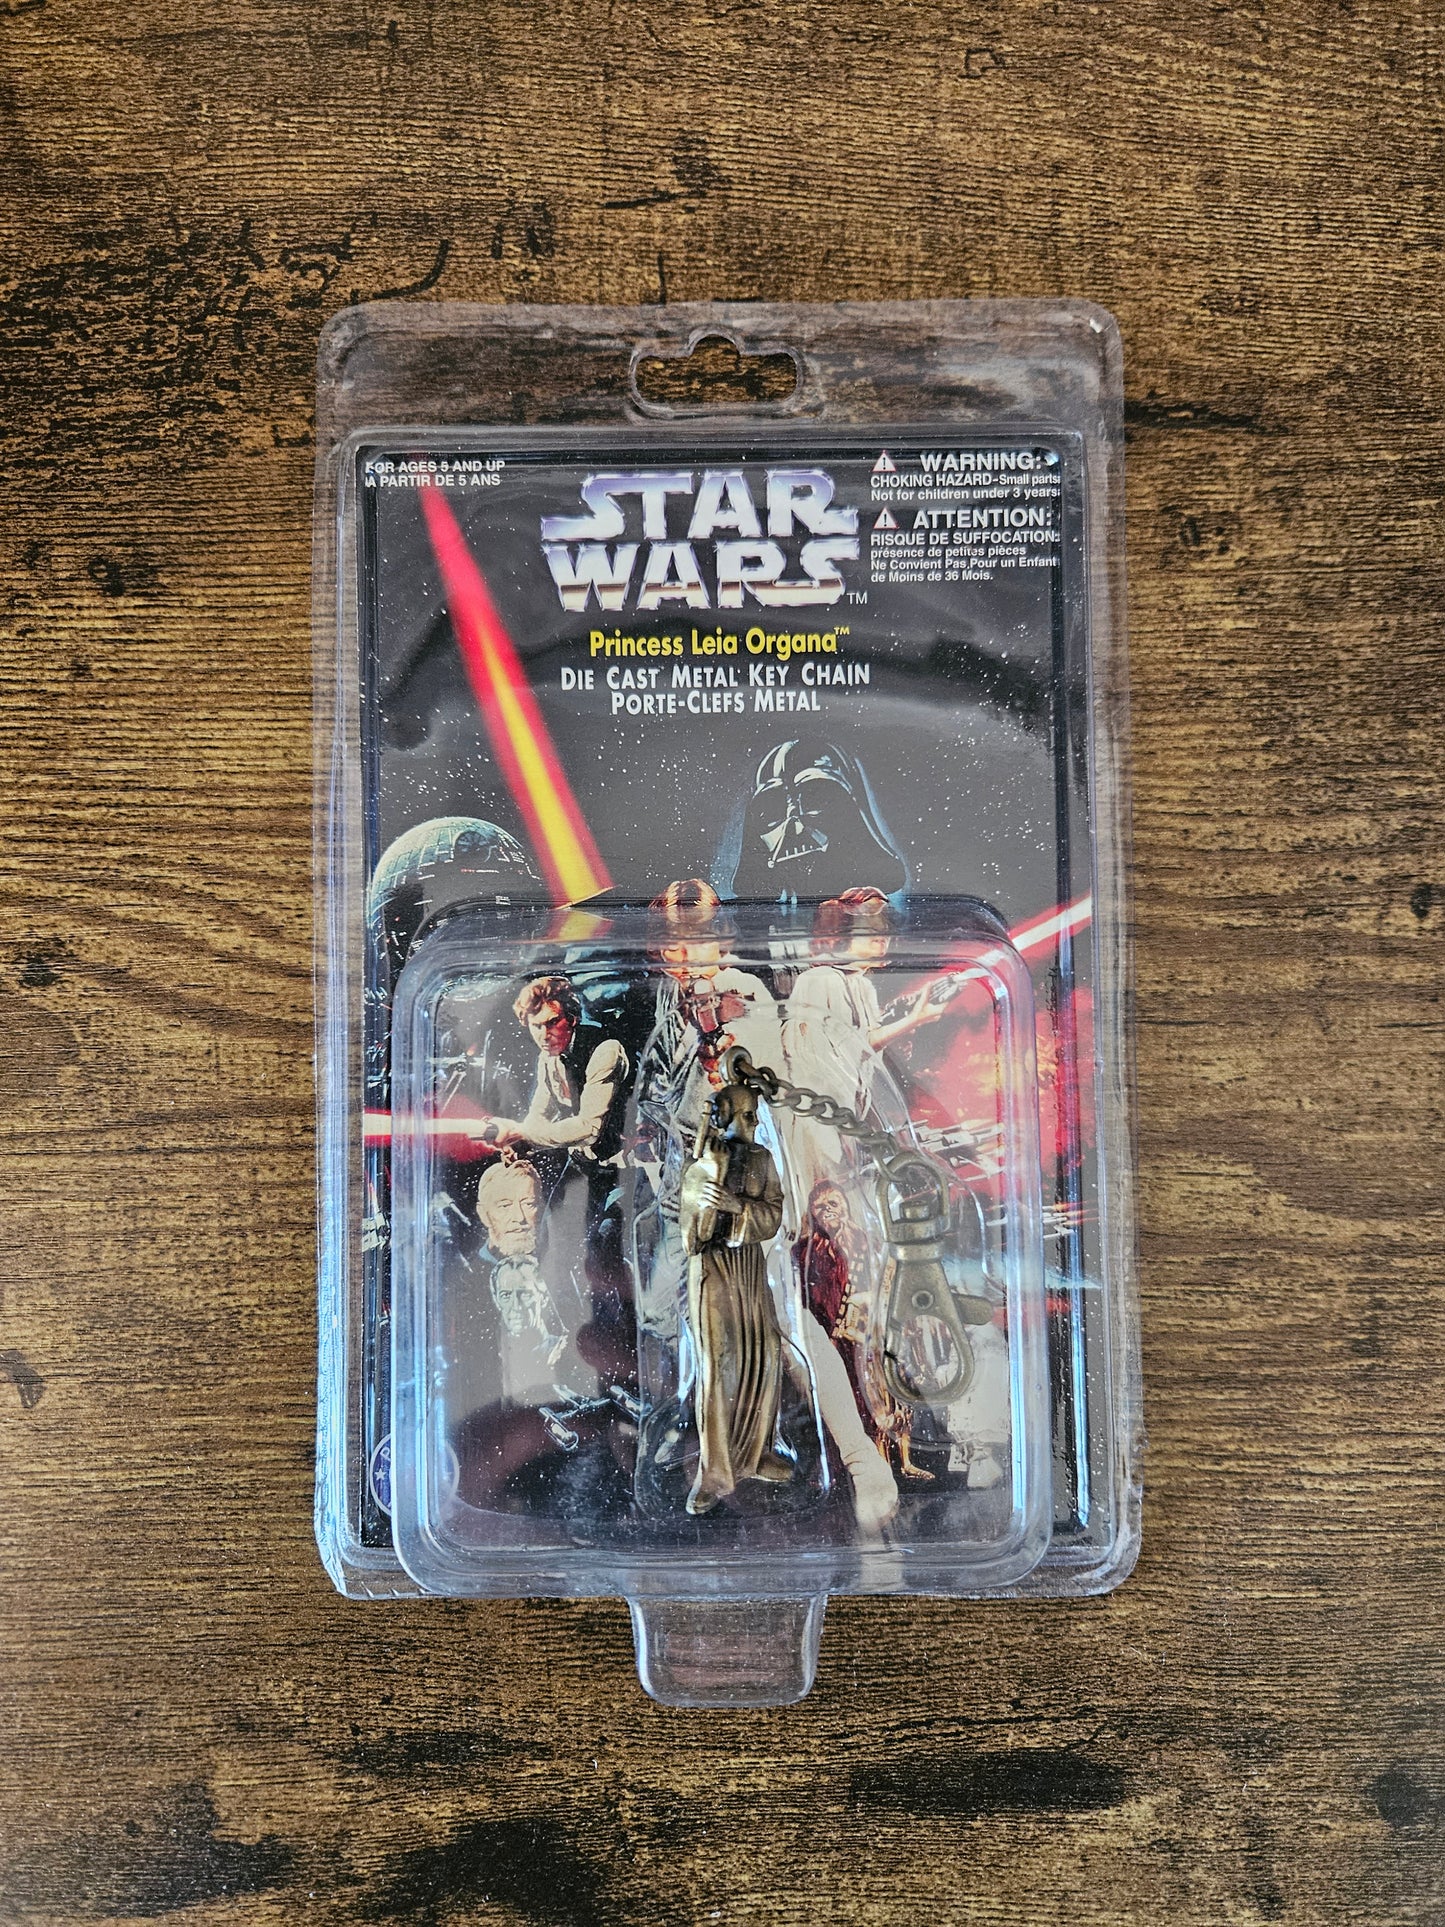 FOR AGES 5 AND UP
A PARTIR DE 5 ANS
STAR
WARS TM
Princess Leia Organa™
DIE CAST METAL KEY CHAIN
PORTE-CLEFS METAL
WARNING:
CHOKING HAZARD-Small parts
Not for children under 3 years
ATTENTION:
RISQUE DE SUFFOCATION:
présence de petites pièces
Ne Convient Pas Pour un Enfant
de Moins de 36 Mois.